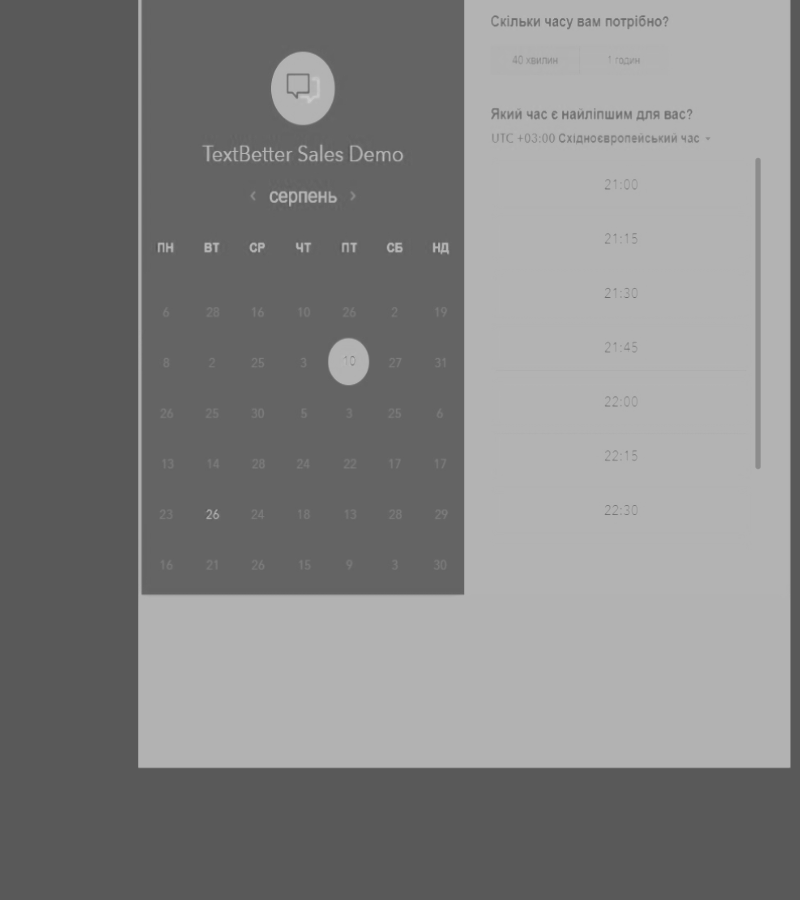 TextBetter Sales Demo
‹ серпень ›
ПН ВТ СР ЧТ ПТ СБ НД
6 28 16 10 26 2 19
8 2 25 3 10 27 31
26 25 30 5 3 25 6
13 14 28 24 22 17 17
23 26 24 18 13 28 29
16 21 26 15 9 3 30
Скільки часу вам потрібно?
40 хвилин 1 годин
Який час є найліпшим для вас?
UTC +03:00 Східноєвропейський час
21:00
21:15
21:30
21:45
22:00
22:15
22:30